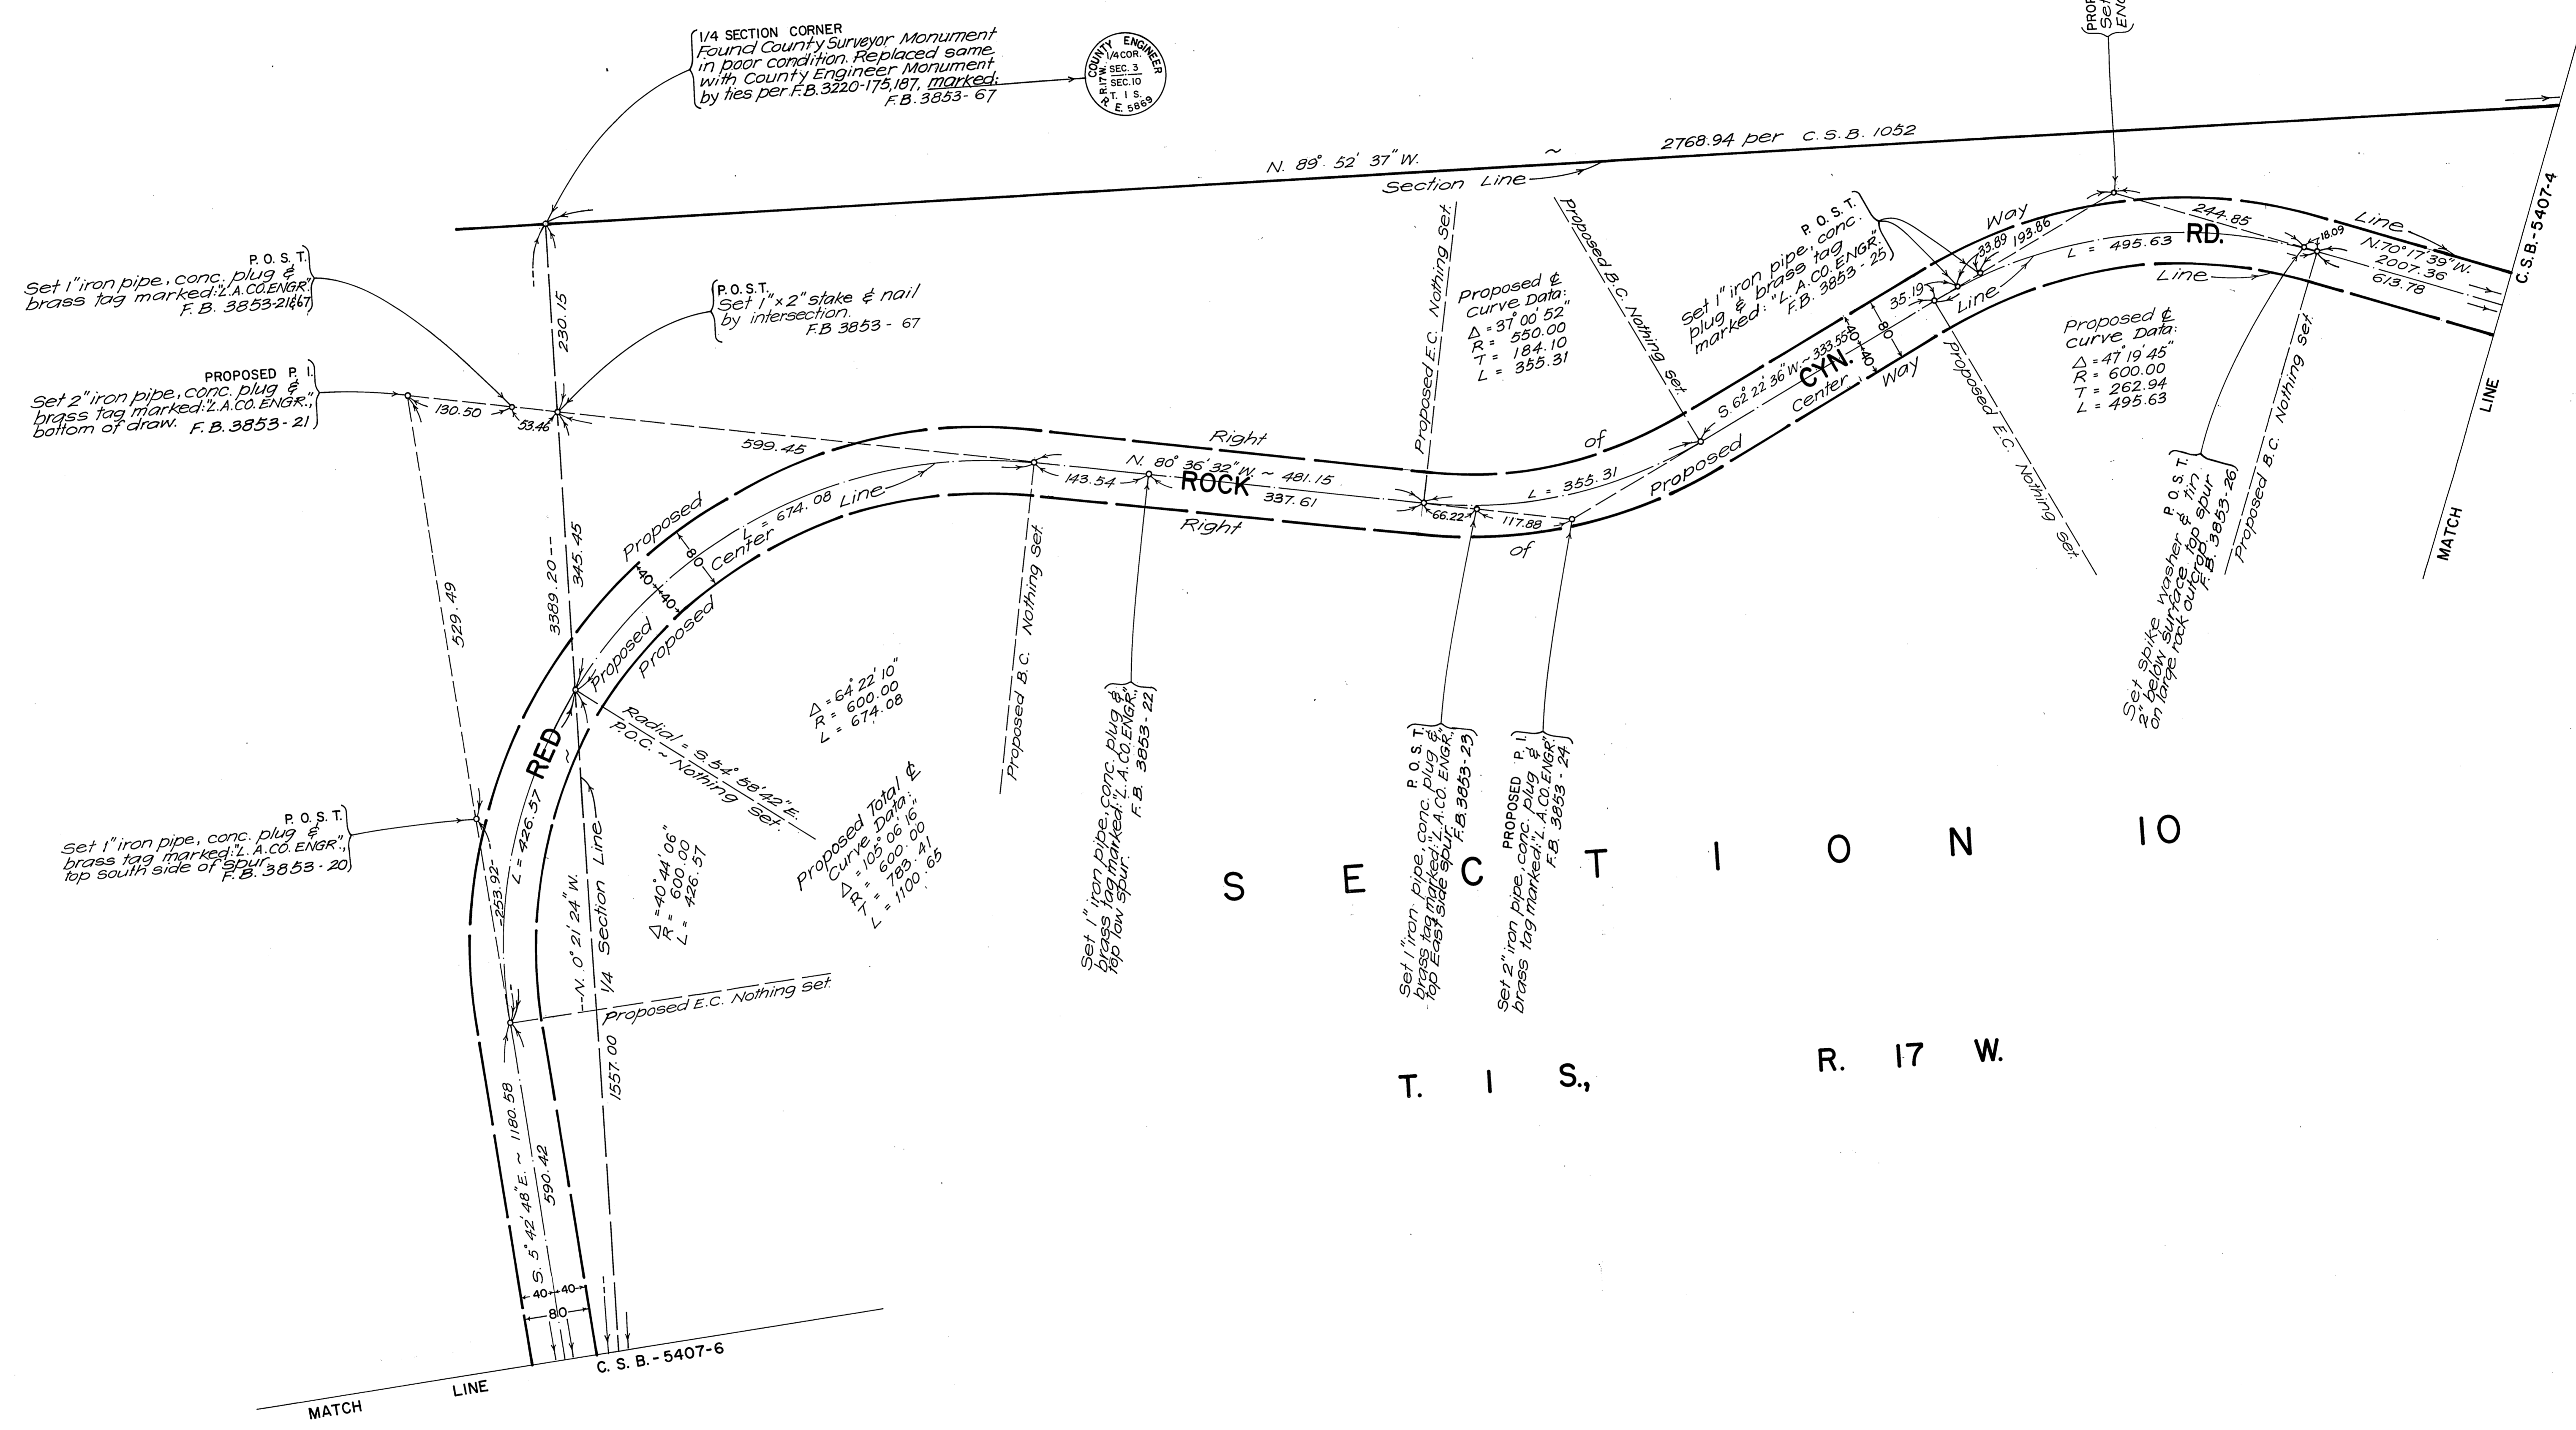 1/4 SECTION CORNER
Found County Surveyor Monument
in poor condition. Replaced same
with County Engineer Monument
by ties per F.B. 3220-175,187, marked:
F.B. 3853-67
COUNTY ENGINEER
1/4 COR.
SEC. 3
SEC. 10
T. 1 S.
R.17W.
R.E. 5869
PROP
Set
ENG
N. 89° 52' 37" W. ~ 2768.94 per C.S.B. 1052
Section Line
P. O. S. T.
Set 1" iron pipe, conc. plug &
brass tag marked: "L.A.CO.ENGR."
F.B. 3853-21&67
P. O. S. T.
Set 1" x 2" stake & nail
by intersection.
F.B. 3853 - 67
PROPOSED P. I.
Set 2" iron pipe, conc. plug &
brass tag marked: "L.A.CO. ENGR.",
bottom of draw. F.B. 3853-21
230.15
130.50
53.46
599.45
529.49
3389.20 --
345.45
Proposed
L = 674.08
Center Line
80
40 40
Proposed
Proposed
Right
N. 80° 36' 32" W. ~ 481.15
143.54
ROCK
337.61
Right
66.22
117.88
L = 355.31
of
of
Proposed E.C. Nothing set.
Proposed ℄
Curve Data:
Δ = 37° 00' 52"
R = 550.00
T = 184.10
L = 355.31
Proposed B.C. Nothing set.
P. O. S. T.
Set 1" iron pipe, conc.
plug & brass tag
marked: "L.A.CO.ENGR."
F.B. 3853 - 25
S. 62° 22' 36" W. ~ 333.55
CYN.
Center Line
Proposed
Way
40 40
80
35.19
33.89
193.86
Way
244.85
L = 495.63
RD.
Line
Line
18.09
N. 70° 17' 39" W.
2007.36
613.78
C.S.B.-5407-4
MATCH LINE
Proposed E.C. Nothing set.
Proposed ℄
Curve Data:
Δ = 47° 19' 45"
R = 600.00
T = 262.94
L = 495.63
P. O. S. T.
Set spike washer & tin
2" below surface, top spur
on large rock outcrop.
F.B. 3853-26
Proposed B.C. Nothing set.
RED
Radial = S. 54° 58' 42" E.
P.O.C. ~ Nothing set.
Δ = 64° 22' 10"
R = 600.00
L = 674.08
Proposed B.C. Nothing set.
Set 1" iron pipe, conc. plug &
brass tag marked: "L.A.CO.ENGR.",
top low spur. F.B. 3853-22
P. O. S. T.
Set 1" iron pipe, conc. plug &
brass tag marked: "L.A.CO. ENGR.",
top East side spur. F.B. 3853-23
PROPOSED P. I.
Set 2" iron pipe, conc. plug &
brass tag marked: "L.A.CO.ENGR."
F.B. 3853 - 24
P. O. S. T.
Set 1" iron pipe, conc. plug &
brass tag marked: "L.A.CO. ENGR.",
top south side of spur.
F.B. 3853 - 20
253.92
L = 426.57 ~
--N. 0° 21' 24" W.
1/4 Section Line
Δ = 40° 44' 06"
R = 600.00
L = 426.57
Proposed Total ℄
Curve Data:
Δ = 105° 06' 16"
R = 600.00
T = 783.41
L = 1100.65
Proposed E.C. Nothing set.
1557.00
S. 5° 42' 48" E. ~ 1180.58
590.42
40 40
80
SECTION 10
T. 1 S., R. 17 W.
C. S. B. - 5407-6
MATCH LINE